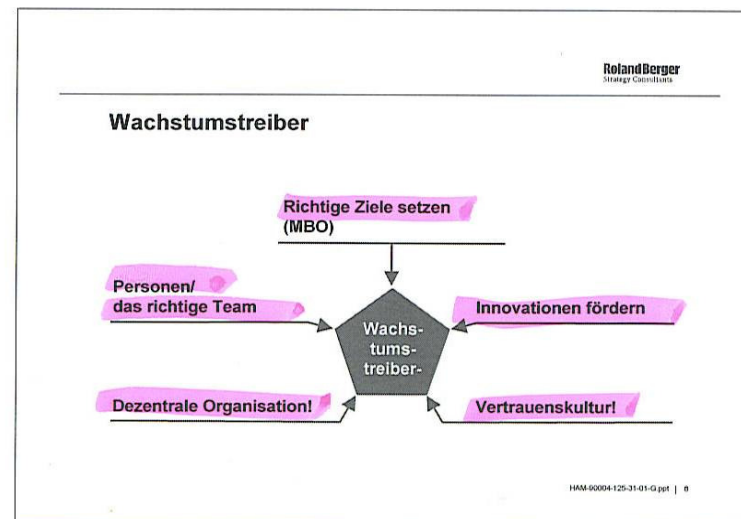 Roland Berger
Strategy Consultants
Wachstumstreiber
Richtige Ziele setzen
(MBO)
Personen/
das richtige Team
Innovationen fördern
Wachs-
tums-
treiber-
Dezentrale Organisation!
Vertrauenskultur!
HAM-90004-125-31-01-G.ppt | 8